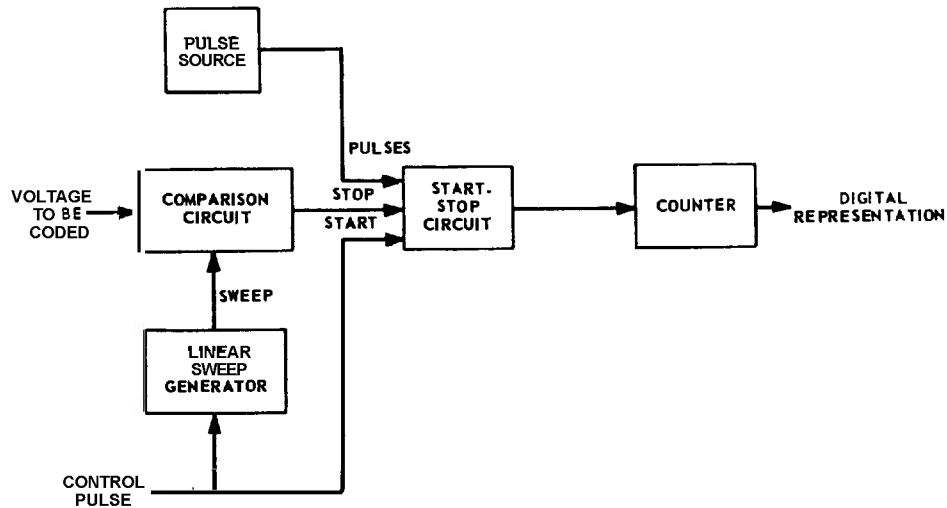 PULSE
SOURCE
PULSES
VOLTAGE
TO BE
CODED
COMPARISON
CIRCUIT
STOP
START
START-
STOP
CIRCUIT
COUNTER
DIGITAL
REPRESENTATION
SWEEP
LINEAR
SWEEP
GENERATOR
CONTROL
PULSE